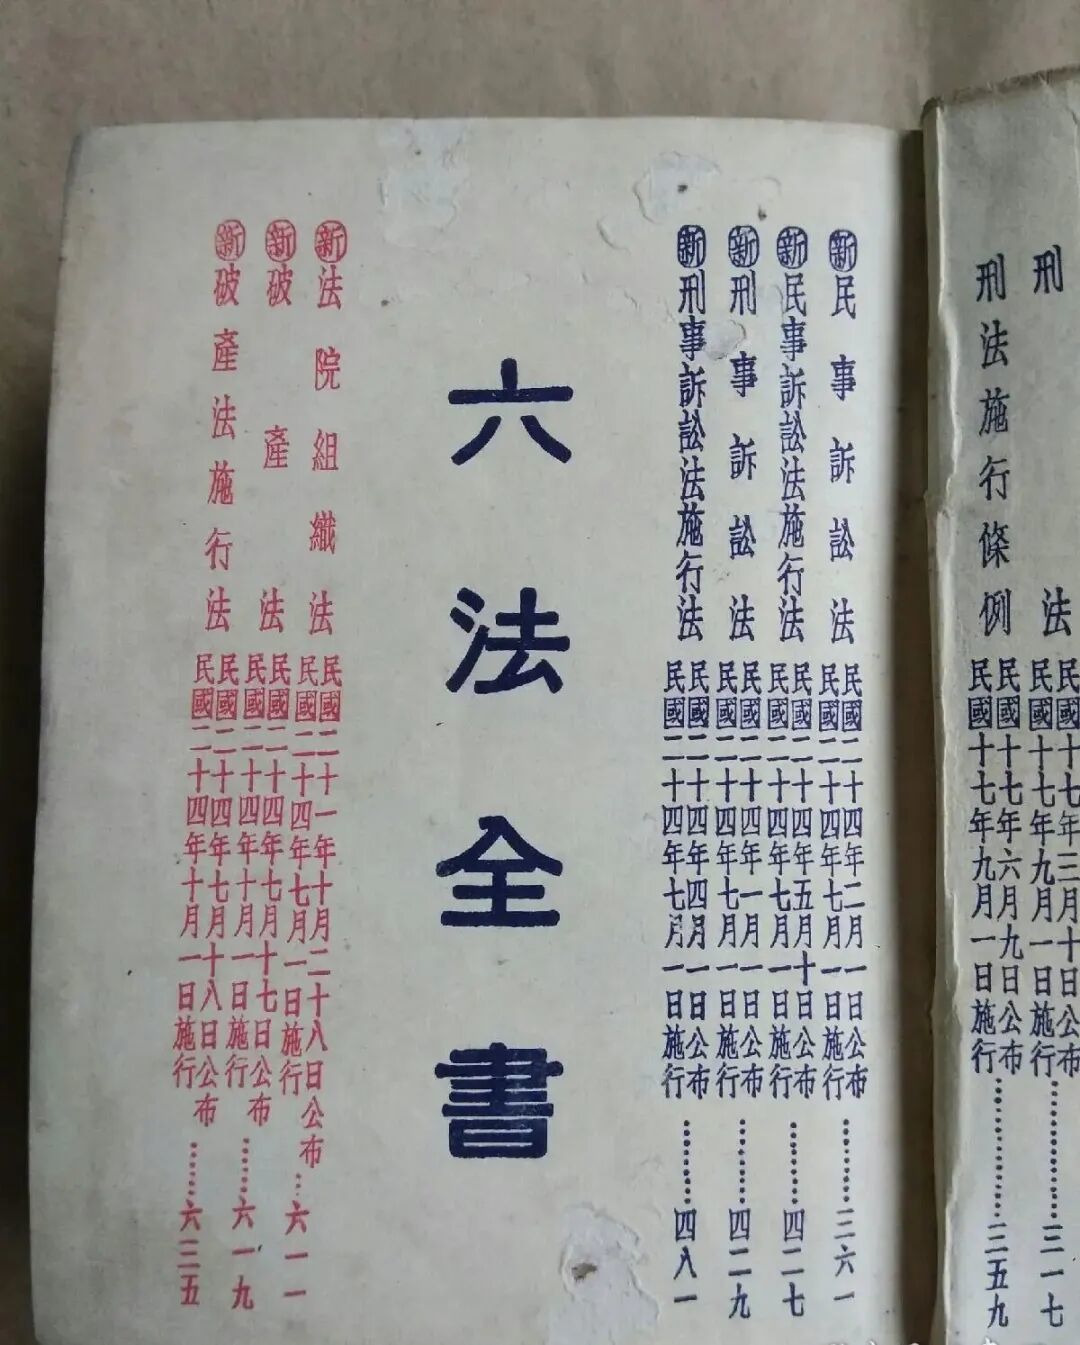 刑法 民國十七年三月十日公布 民國十七年九月一日施行…………三一七
刑法施行條例 民國十七年六月九日公布 民國十七年九月一日施行…………三五九
新民事訴訟法 民國二十四年二月一日公布 民國二十四年七月一日施行………三六一
新民事訴訟法施行法 民國二十四年五月十日公布 民國二十四年七月一日施行………四二七
新刑事訴訟法 民國二十四年一月一日公布 民國二十四年七月一日施行………四二九
新刑事訴訟法施行法 民國二十四年四月一日公布 民國二十四年七月一日施行………四八一
六法全書
新法院組織法 民國二十一年十月二十八日公布 民國二十四年七月一日施行…六一一
新破產法 民國二十四年七月十七日公布 民國二十四年十月一日施行……六一九
新破產法施行法 民國二十四年七月十八日公布 民國二十四年十月一日施行……六三五